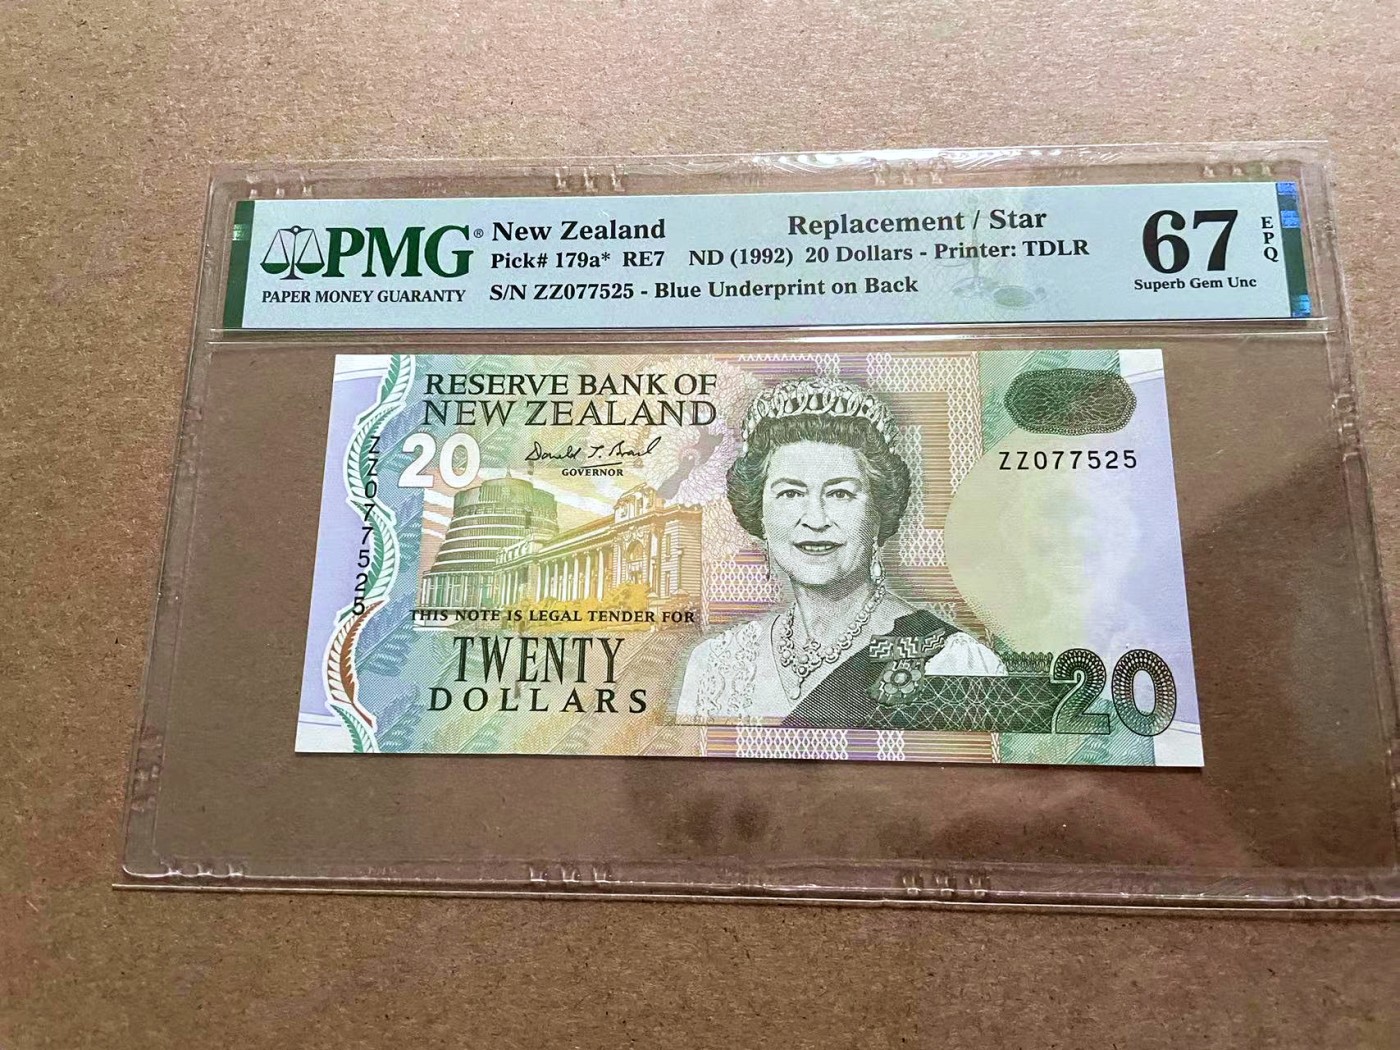 PMG®
PAPER MONEY GUARANTY
New Zealand
Replacement / Star
Pick# 179a* RE7 ND (1992) 20 Dollars - Printer: TDLR
S/N ZZ077525 - Blue Underprint on Back
67
EPQ
Superb Gem Unc
RESERVE BANK OF
NEW ZEALAND
20
Donald T. Brash
GOVERNOR
ZZ077525
ZZ077525
THIS NOTE IS LEGAL TENDER FOR
TWENTY
DOLLARS
20